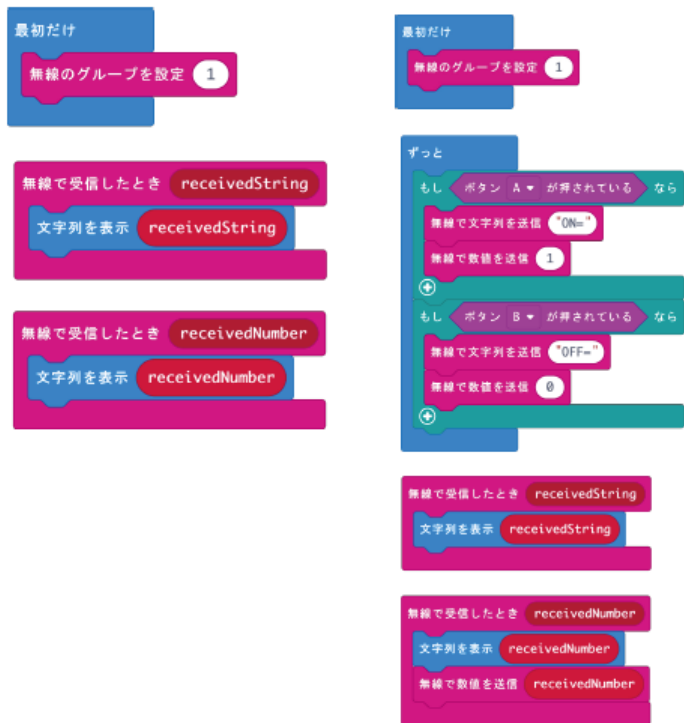 最初だけ
無線のグループを設定 1
無線で受信したとき receivedString
文字列を表示 receivedString
無線で受信したとき receivedNumber
文字列を表示 receivedNumber
最初だけ
無線のグループを設定 1
ずっと
もし ボタン A が押されている なら
無線で文字列を送信 "ON="
無線で数値を送信 1
もし ボタン B が押されている なら
無線で文字列を送信 "OFF="
無線で数値を送信 0
無線で受信したとき receivedString
文字列を表示 receivedString
無線で受信したとき receivedNumber
文字列を表示 receivedNumber
無線で数値を送信 receivedNumber